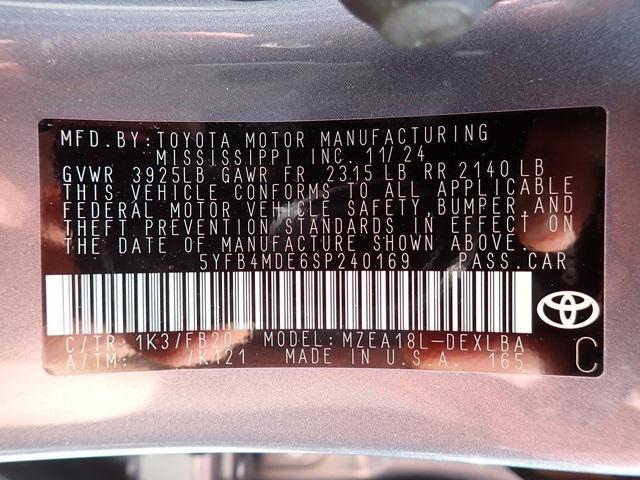 MFD. BY: TOYOTA MOTOR MANUFACTURING
MISSISSIPPI INC. 11/24
GVWR 3925LB GAWR FR 2315 LB RR 2140 LB
THIS VEHICLE CONFORMS TO ALL APPLICABLE
FEDERAL MOTOR VEHICLE SAFETY, BUMPER, AND
THEFT PREVENTION STANDARDS IN EFFECT ON
THE DATE OF MANUFACTURE SHOWN ABOVE.
5YFB4MDE6SP240169 PASS. CAR
C/TR: 1K3/FB20 MODEL: MZEA18L-DEXLBA
A/TM: /K121 MADE IN U.S.A. 165
C